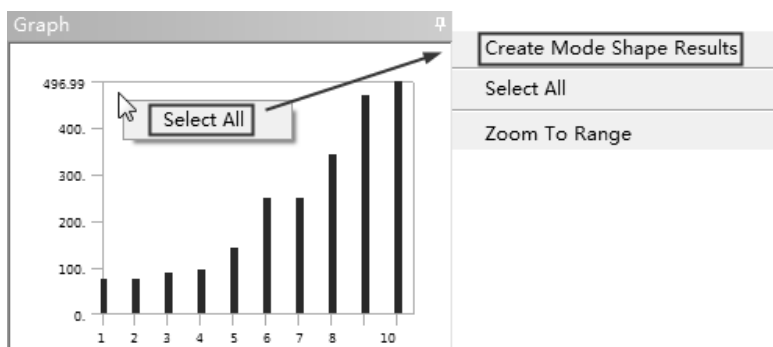 Graph
496.99
400.
300.
200.
100.
0.
1 2 3 4 5 6 7 8 10
Select All
Create Mode Shape Results
Select All
Zoom To Range